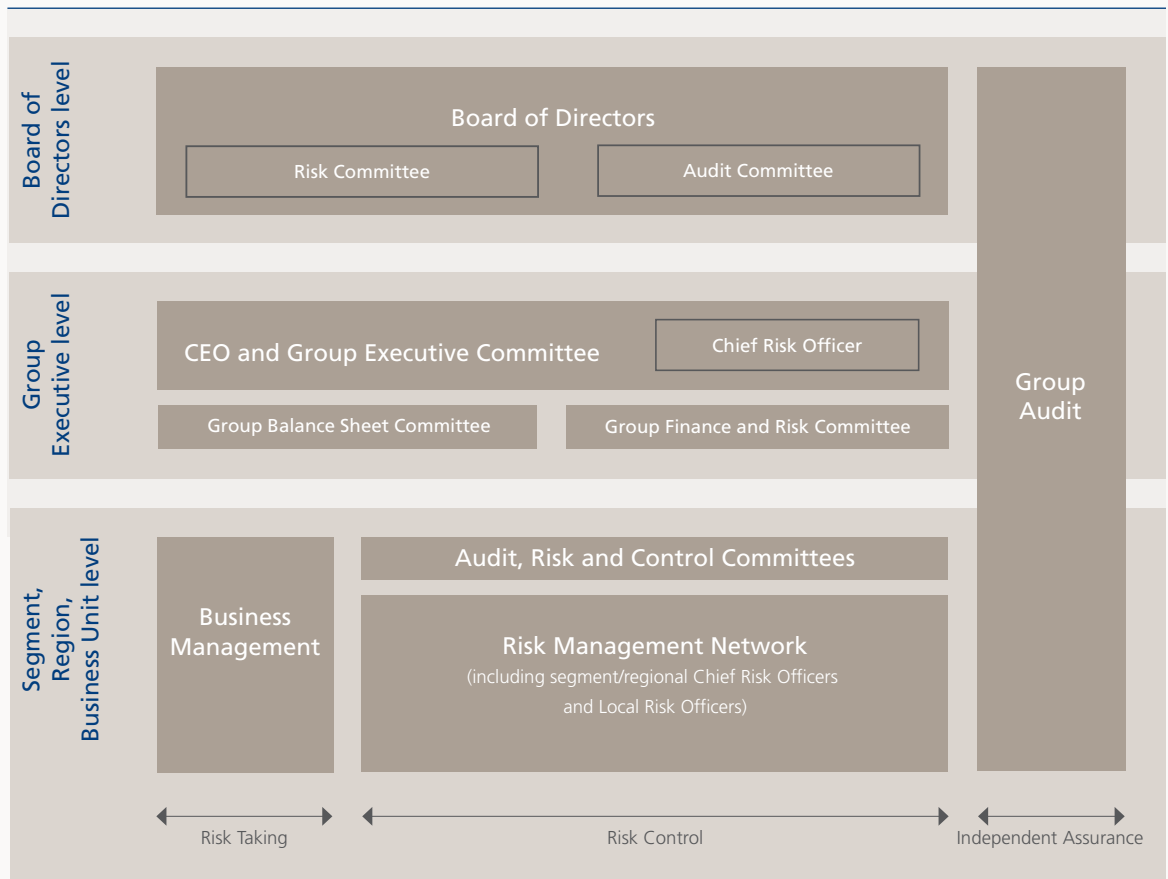 Board of
Directors level
Board of Directors
Risk Committee
Audit Committee
Group
Executive level
CEO and Group Executive Committee
Chief Risk Officer
Group Balance Sheet Committee
Group Finance and Risk Committee
Group
Audit
Segment,
Region,
Business Unit level
Business
Management
Audit, Risk and Control Committees
Risk Management Network
(including segment/regional Chief Risk Officers
and Local Risk Officers)
Risk Taking
Risk Control
Independent Assurance